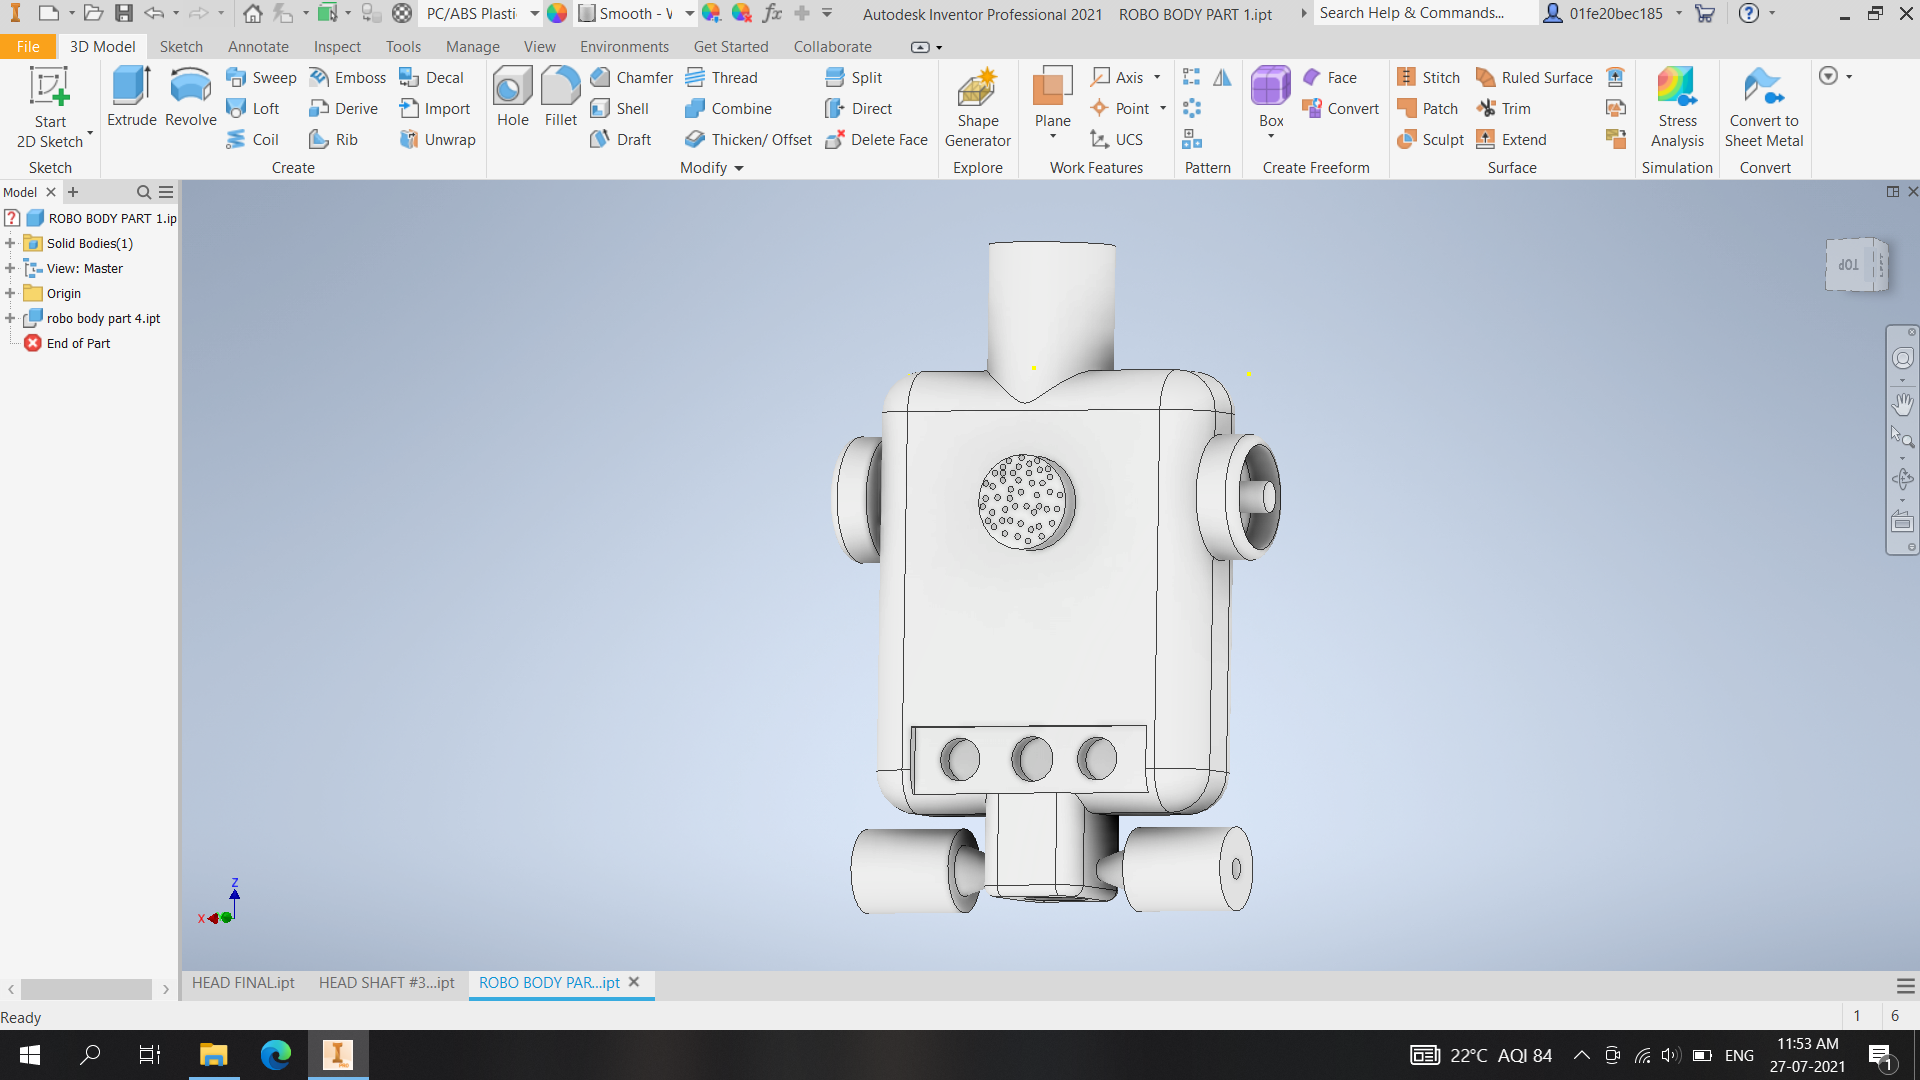 PC/ABS Plasti
Smooth - V
Autodesk Inventor Professional 2021 ROBO BODY PART 1.ipt
Search Help & Commands...
01fe20bec185
File 3D Model Sketch Annotate Inspect Tools Manage View Environments Get Started Collaborate
Start
2D Sketch
Sketch
Extrude
Revolve
Sweep
Loft
Coil
Emboss
Derive
Rib
Decal
Import
Unwrap
Create
Hole
Fillet
Chamfer
Shell
Draft
Thread
Combine
Thicken/ Offset
Split
Direct
Delete Face
Modify
Shape
Generator
Explore
Plane
Axis
Point
UCS
Work Features
Pattern
Box
Face
Convert
Create Freeform
Stitch
Patch
Sculpt
Ruled Surface
Trim
Extend
Surface
Stress
Analysis
Simulation
Convert to
Sheet Metal
Convert
Model
ROBO BODY PART 1.ip
Solid Bodies(1)
View: Master
Origin
robo body part 4.ipt
End of Part
TOP
Z
X
HEAD FINAL.ipt HEAD SHAFT #3...ipt ROBO BODY PAR...ipt
Ready
1 6
22°C AQI 84
ENG
11:53 AM
27-07-2021
1